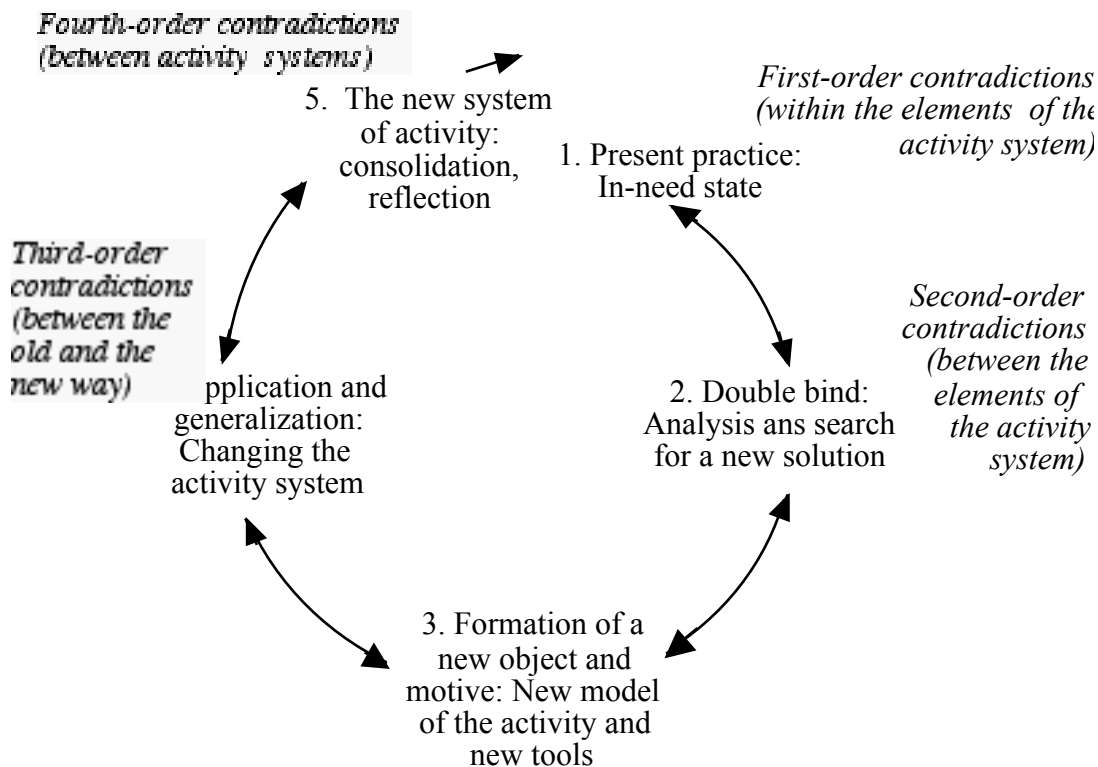 Fourth-order contradictions
(between activity systems)
5. The new system
of activity:
consolidation,
reflection
First-order contradictions
(within the elements of the
activity system)
1. Present practice:
In-need state
Second-order
contradictions
(between the
elements of
the activity
system)
2. Double bind:
Analysis ans search
for a new solution
3. Formation of a
new object and
motive: New model
of the activity and
new tools
pplication and
generalization:
Changing the
activity system
Third-order
contradictions
(between the
old and the
new way)